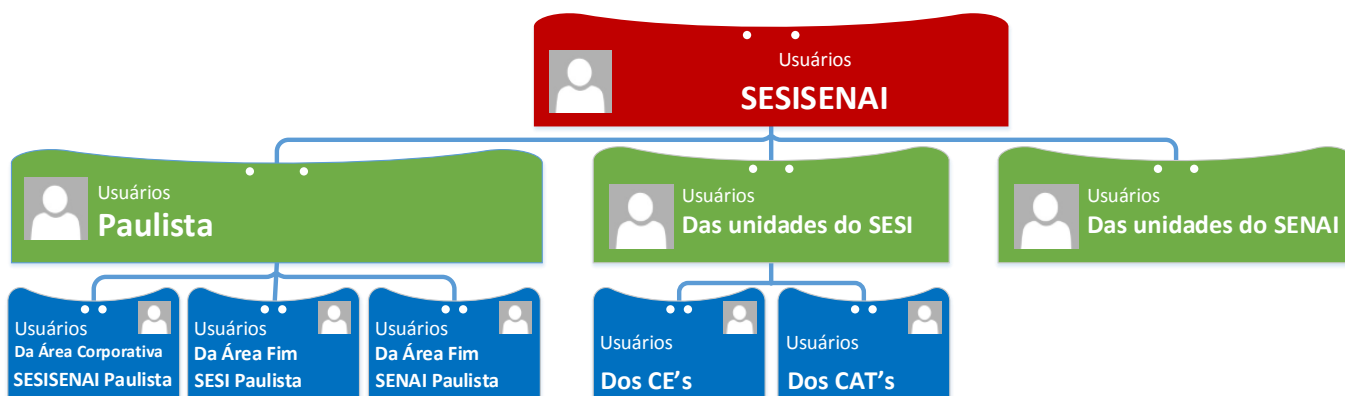 Usuários
SESISENAI
Usuários
Paulista
Usuários
Das unidades do SESI
Usuários
Das unidades do SENAI
Usuários
Da Área Corporativa
SESISENAI Paulista
Usuários
Da Área Fim
SESI Paulista
Usuários
Da Área Fim
SENAI Paulista
Usuários
Dos CE's
Usuários
Dos CAT's